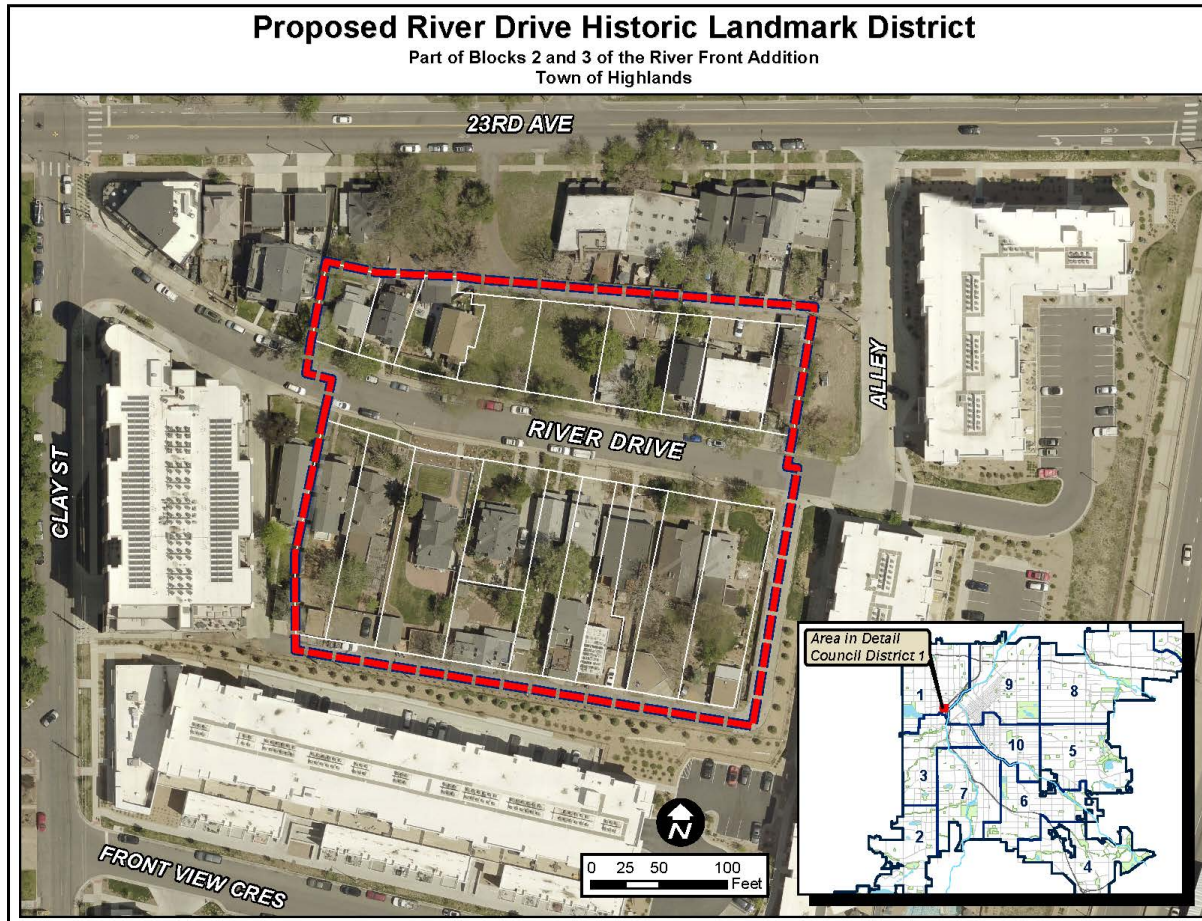 Proposed River Drive Historic Landmark District
Part of Blocks 2 and 3 of the River Front Addition
Town of Highlands
23RD AVE
ALLEY
RIVER DRIVE
CLAY ST
Area in Detail
Council District 1
1
9
8
10
5
3
7
6
2
4
N
0 25 50 100
Feet
FRONT VIEW CRES